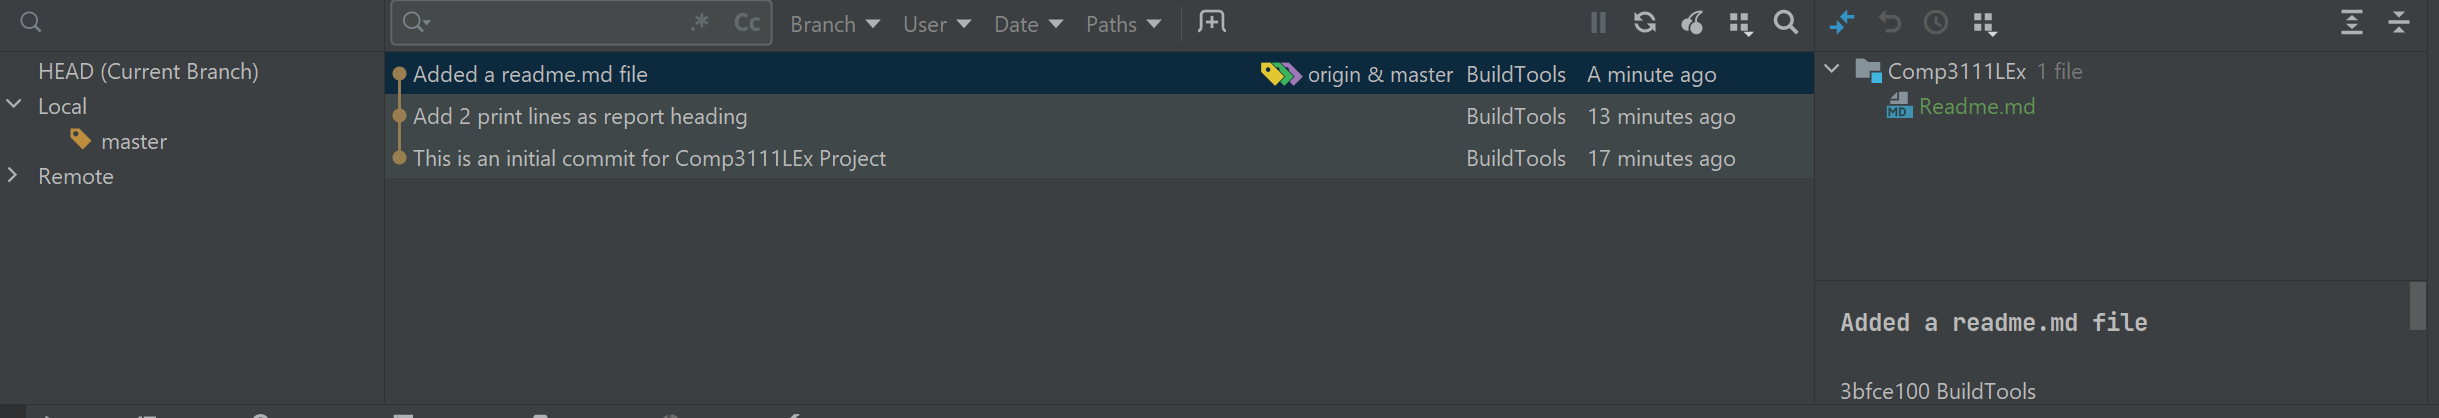 .* Cc Branch User Date Paths
HEAD (Current Branch)
Local
master
Remote
Added a readme.md file origin & master BuildTools A minute ago
Add 2 print lines as report heading BuildTools 13 minutes ago
This is an initial commit for Comp3111LEx Project BuildTools 17 minutes ago
Comp3111LEx 1 file
MD Readme.md
Added a readme.md file
3bfce100 BuildTools